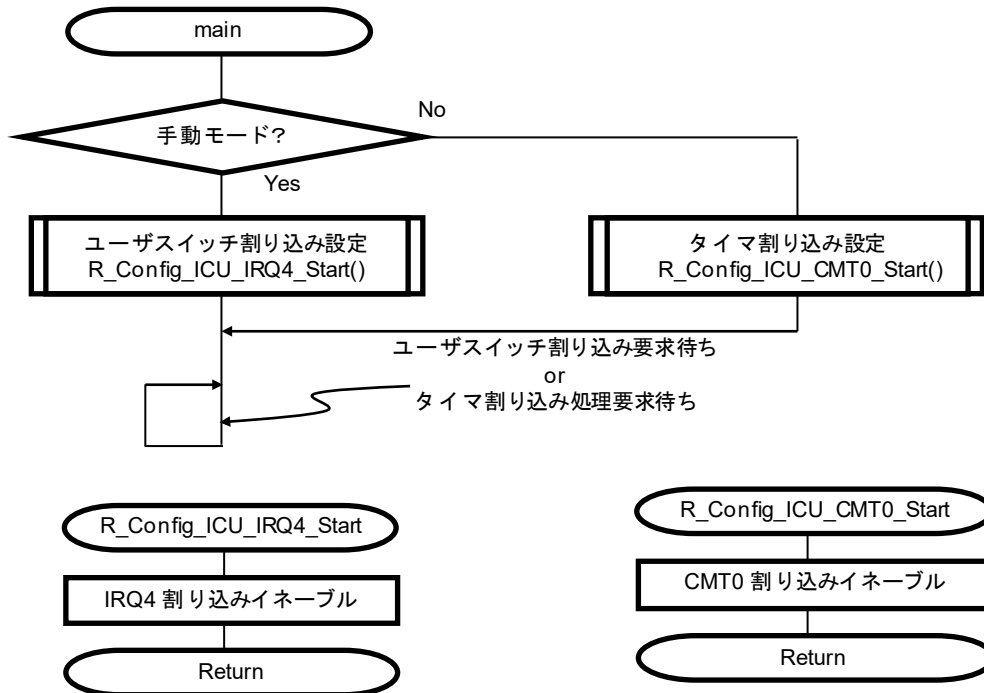 main
手動モード?
No
Yes
ユーザスイッチ割り込み設定
R_Config_ICU_IRQ4_Start()
タイマ割り込み設定
R_Config_ICU_CMT0_Start()
ユーザスイッチ割り込み要求待ち
or
タイマ割り込み処理要求待ち
R_Config_ICU_IRQ4_Start
IRQ4 割り込みイネーブル
Return
R_Config_ICU_CMT0_Start
CMT0 割り込みイネーブル
Return